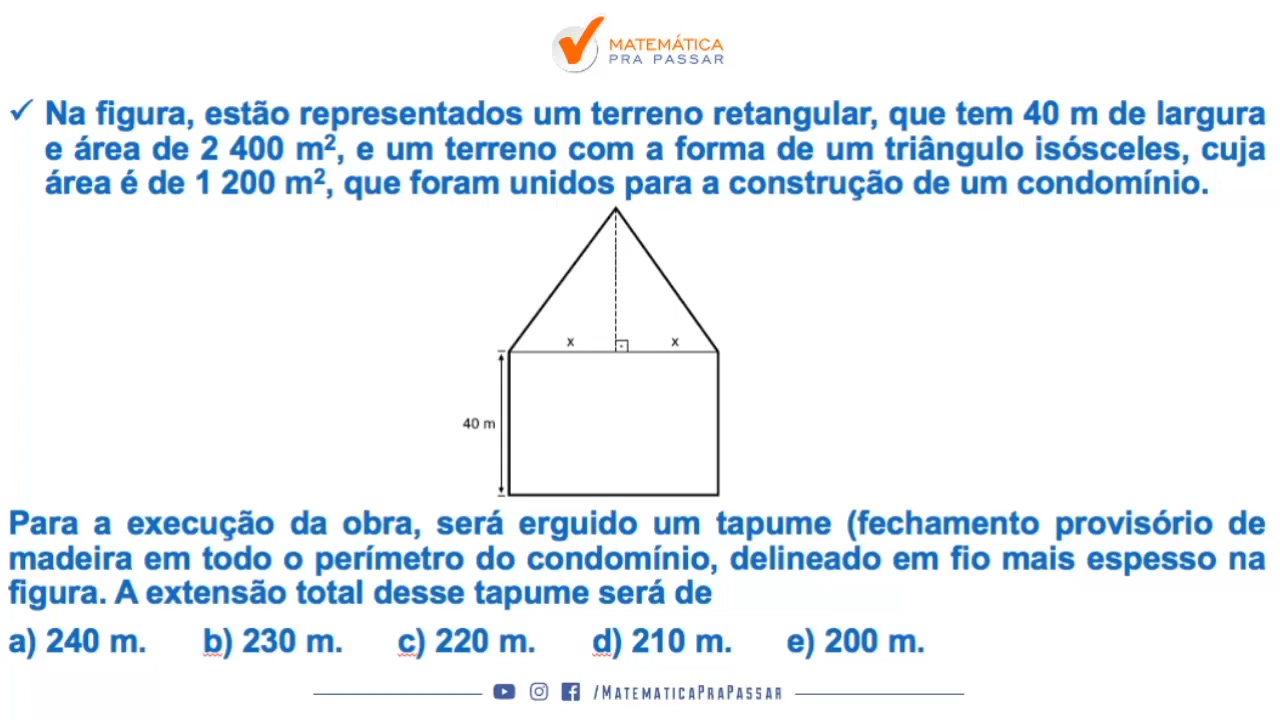 MATEMÁTICA
PRA PASSAR
✓ Na figura, estão representados um terreno retangular, que tem 40 m de largura
e área de 2 400 m², e um terreno com a forma de um triângulo isósceles, cuja
área é de 1 200 m², que foram unidos para a construção de um condomínio.
x x
40 m
Para a execução da obra, será erguido um tapume (fechamento provisório de
madeira em todo o perímetro do condomínio, delineado em fio mais espesso na
figura. A extensão total desse tapume será de
a) 240 m. b) 230 m. c) 220 m. d) 210 m. e) 200 m.
/MatematicaPraPassar